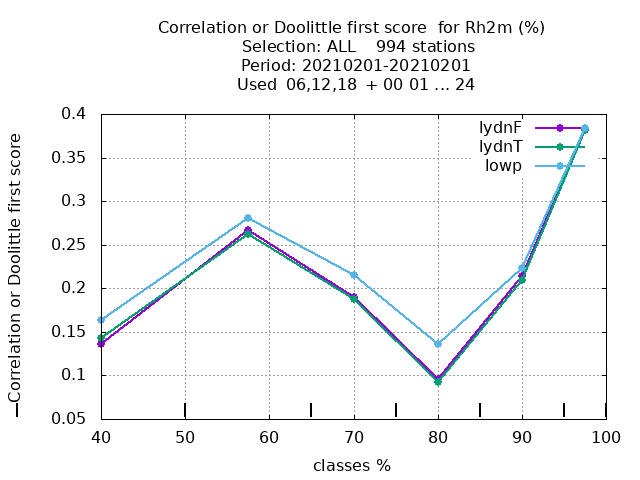 Correlation or Doolittle first score  for Rh2m (%)
Selection: ALL    994 stations
Period: 20210201-20210201
Used  06,12,18  + 00 01 ... 24
Correlation or Doolittle first score
0.4
0.35
0.3
0.25
0.2
0.15
0.1
0.05
lydnF
lydnT
lowp
40 50 60 70 80 90 100
classes %